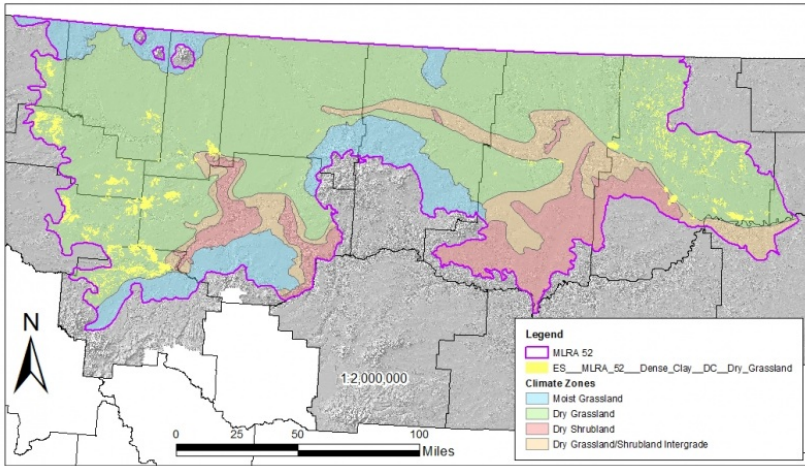 N
1:2,000,000
0 25 50 100
Miles
Legend
MLRA 52
ES___MLRA_52___Dense_Clay__DC__Dry_Grassland
Climate Zones
Moist Grassland
Dry Grassland
Dry Shrubland
Dry Grassland/Shrubland Intergrade